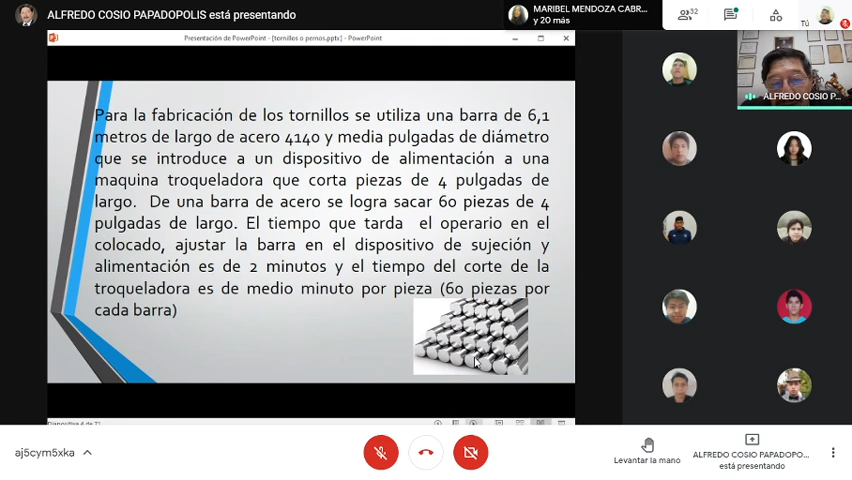 ALFREDO COSIO PAPADOPOLIS está presentando
MARIBEL MENDOZA CABR...
y 20 más
32
Tú
Presentación de PowerPoint - [tornillos o pernos.pptx] - PowerPoint
ALFREDO COSIO P...
Para la fabricación de los tornillos se utiliza una barra de 6,1
metros de largo de acero 4140 y media pulgadas de diámetro
que se introduce a un dispositivo de alimentación a una
maquina troqueladora que corta piezas de 4 pulgadas de
largo. De una barra de acero se logra sacar 60 piezas de 4
pulgadas de largo. El tiempo que tarda el operario en el
colocado, ajustar la barra en el dispositivo de sujeción y
alimentación es de 2 minutos y el tiempo del corte de la
troqueladora es de medio minuto por pieza (60 piezas por
cada barra)
aj5cym5xka
Levantar la mano
ALFREDO COSIO PAPADOPO...
está presentando